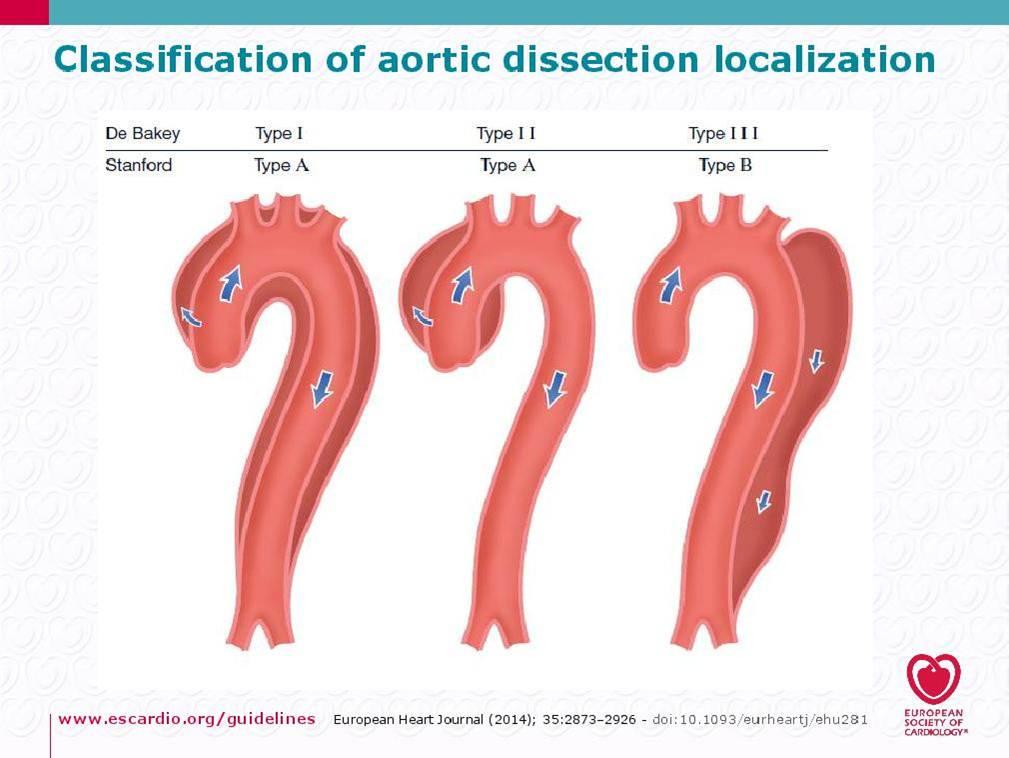 Classification of aortic dissection localization
De Bakey Type I Type I I Type I I I
Stanford Type A Type A Type B
www.escardio.org/guidelines European Heart Journal (2014); 35:2873–2926 - doi:10.1093/eurheartj/ehu281
EUROPEAN
SOCIETY OF
CARDIOLOGY®